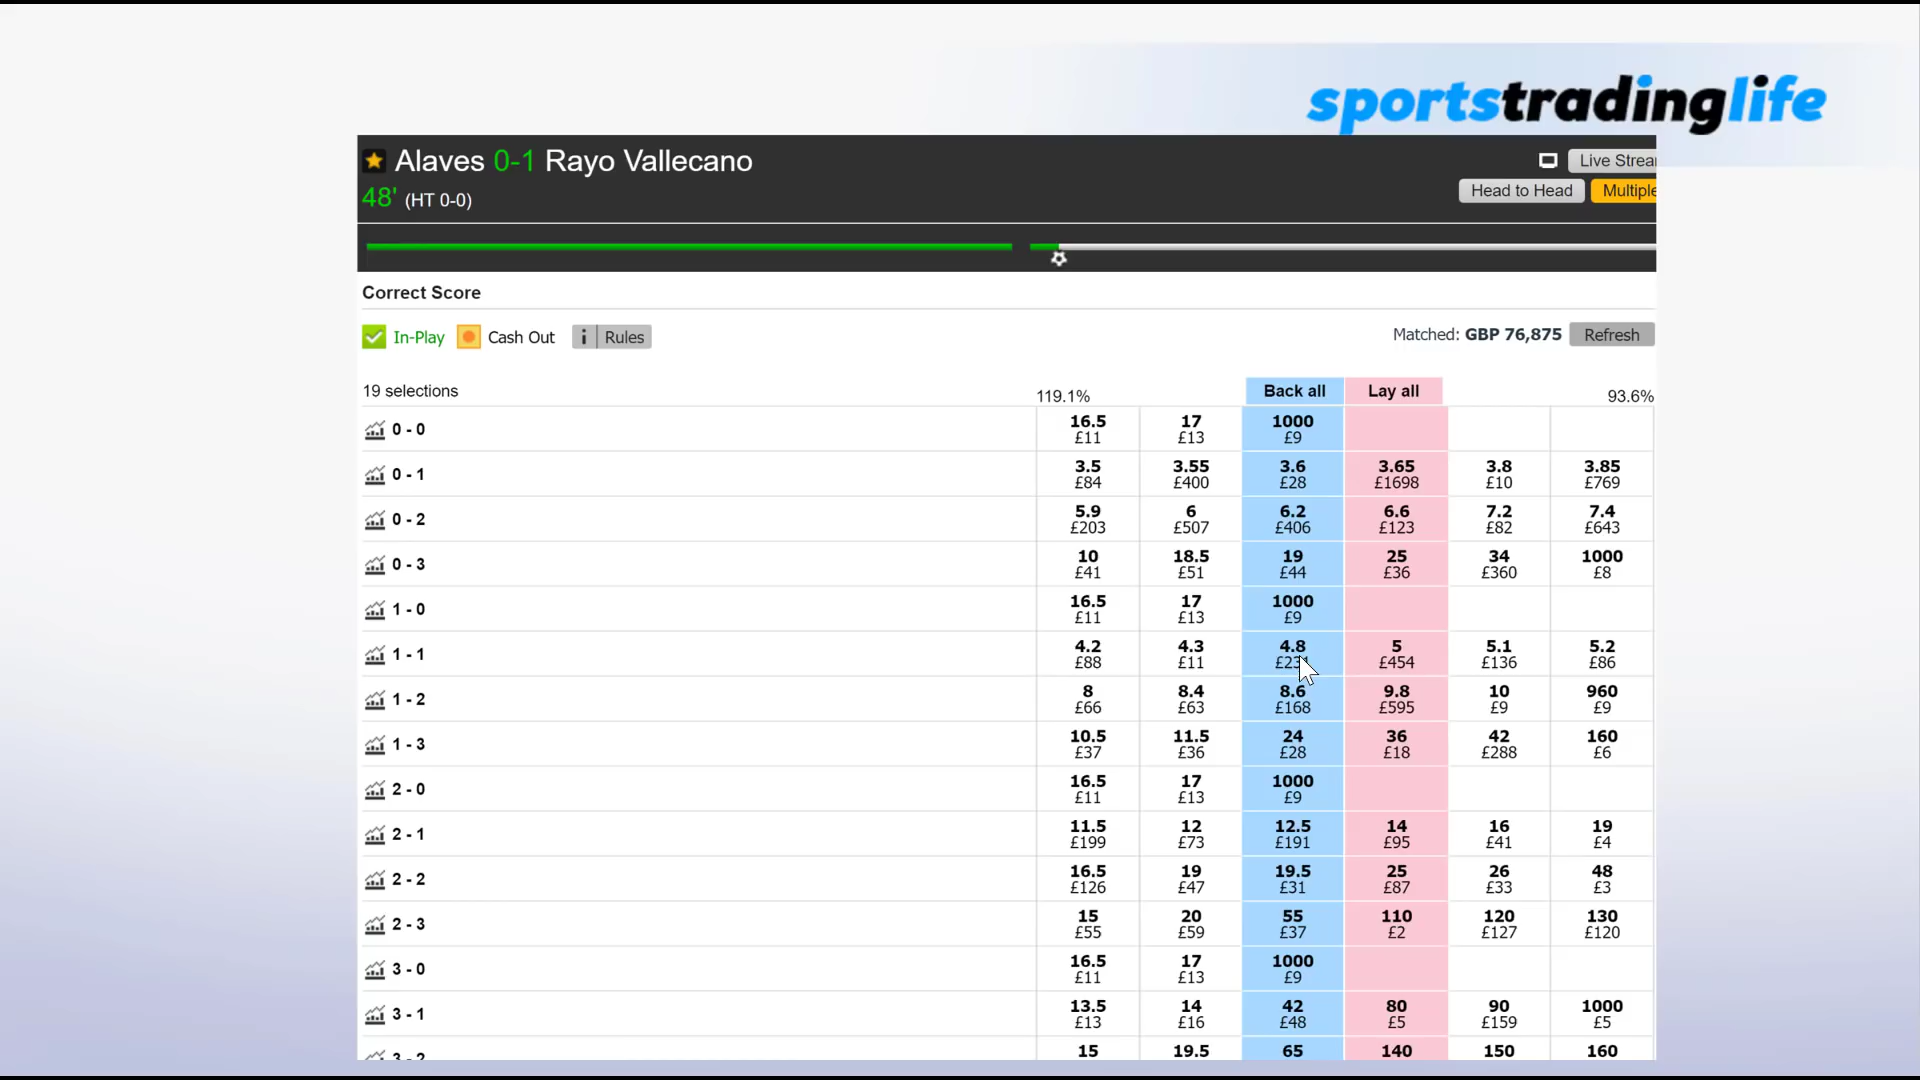 sportstradinglife
Alaves 0-1 Rayo Vallecano
Live Strea
48' (HT 0-0)
Head to Head
Multiple
Correct Score
In-Play Cash Out i Rules
Matched: GBP 76,875 Refresh
19 selections 119.1% Back all Lay all 93.6%
0 - 0 16.5 17 1000
£11 £13 £9
0 - 1 3.5 3.55 3.6 3.65 3.8 3.85
£84 £400 £28 £1698 £10 £769
0 - 2 5.9 6 6.2 6.6 7.2 7.4
£203 £507 £406 £123 £82 £643
0 - 3 10 18.5 19 25 34 1000
£41 £51 £44 £36 £360 £8
1 - 0 16.5 17 1000
£11 £13 £9
1 - 1 4.2 4.3 4.8 5 5.1 5.2
£88 £11 £454 £136 £86
1 - 2 8 8.4 8.6 9.8 10 960
£66 £63 £168 £595 £9 £9
1 - 3 10.5 11.5 24 36 42 160
£37 £36 £28 £18 £288 £6
2 - 0 16.5 17 1000
£11 £13 £9
2 - 1 11.5 12 12.5 14 16 19
£199 £73 £191 £95 £41 £4
2 - 2 16.5 19 19.5 25 26 48
£126 £47 £31 £87 £33 £3
2 - 3 15 20 55 110 120 130
£55 £59 £37 £2 £127 £120
3 - 0 16.5 17 1000
£11 £13 £9
3 - 1 13.5 14 42 80 90 1000
£13 £16 £48 £5 £159 £5
3 - 2 15 19.5 65 140 150 160